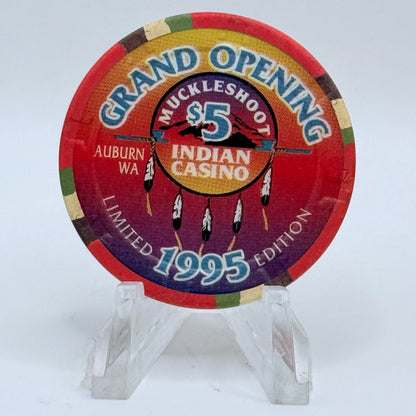 GRAND OPENING
MUCKLESHOOT
$5
INDIAN
CASINO
AUBURN
WA
LIMITED
1995
EDITION